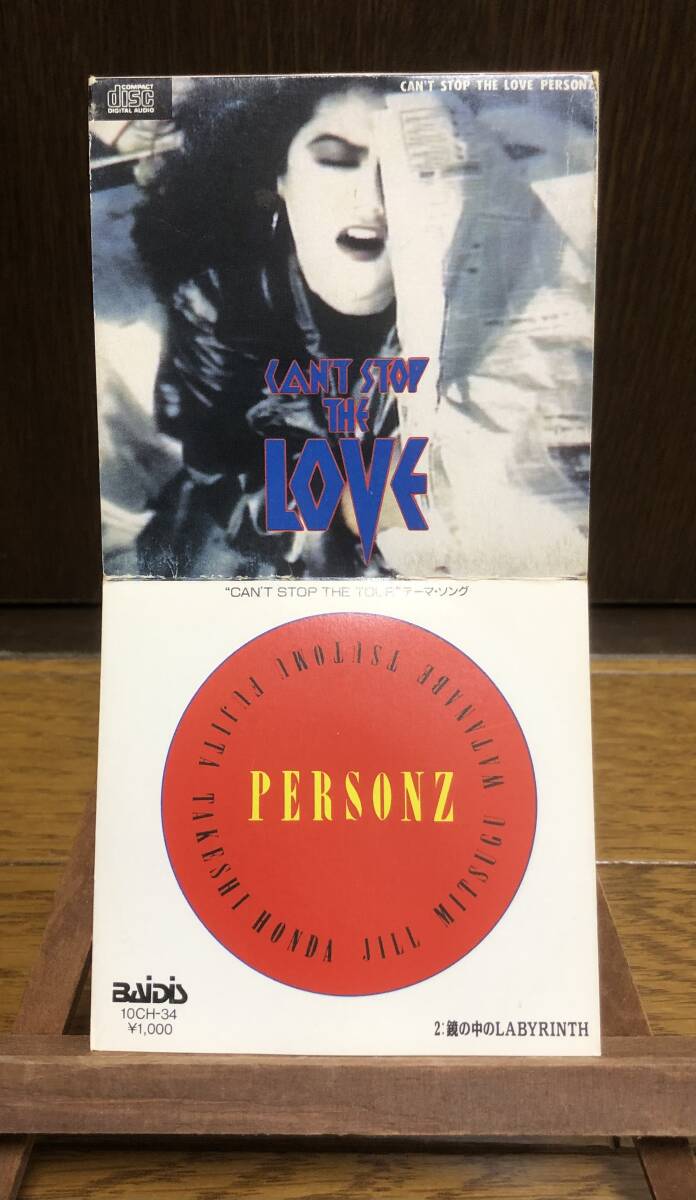 COMPACT
disc
DIGITAL AUDIO
CAN'T STOP THE LOVE PERSONZ
CAN'T STOP
THE
LOVE
"CAN'T STOP THE TOUR"テーマ・ソング
TAKESHI HONDA JILL MITSUGU WATANABE TSUTOMU FUJITA
PERSONZ
BAIDIS
10CH-34
¥1,000
2:鏡の中のLABYRINTH